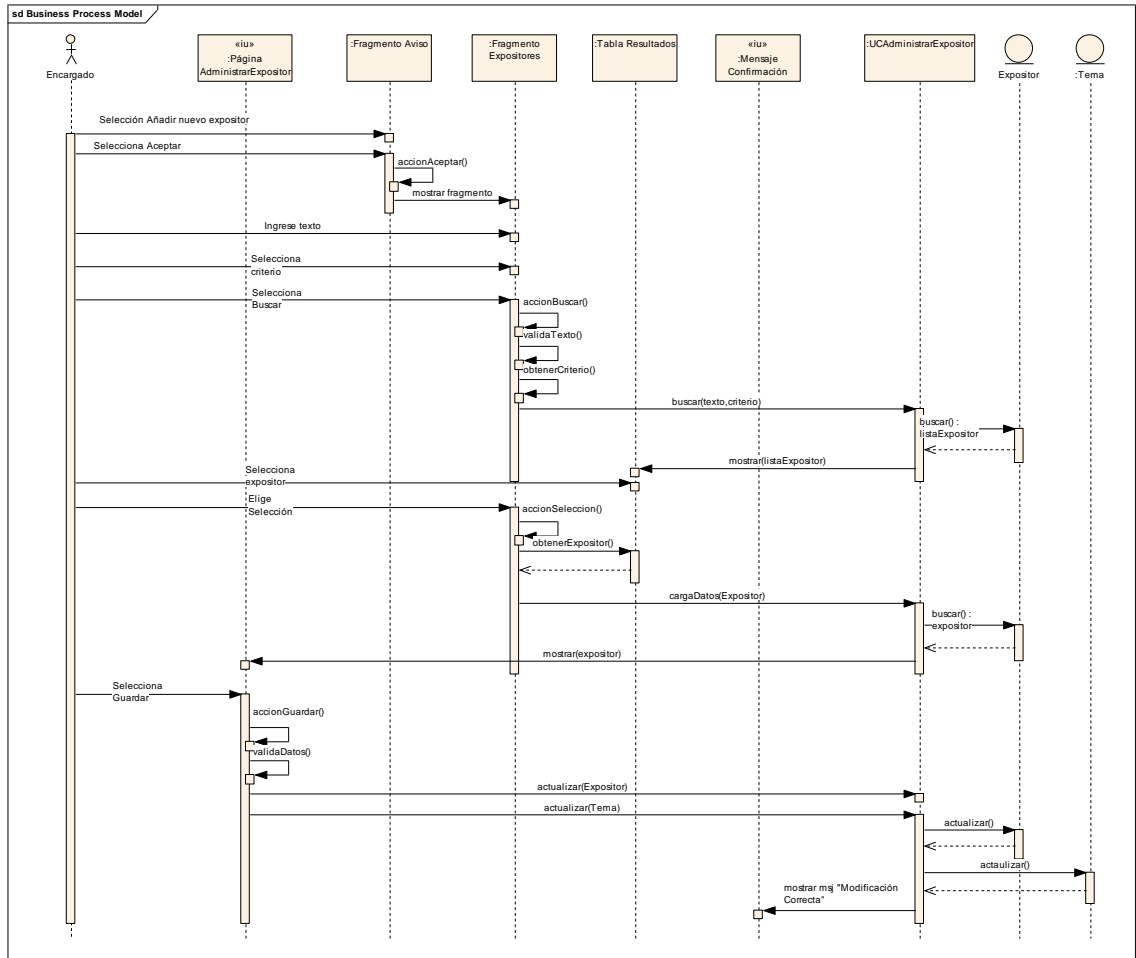 sd Business Process Model
Encargado
«iu»
:Página
AdministrarExpositor
:Fragmento Aviso
:Fragmento
Expositores
:Tabla Resultados
«iu»
:Mensaje
Confirmación
:UCAdministrarExpositor
Expositor
:Tema
Selección Añadir nuevo expositor
Selecciona Aceptar
accionAceptar()
mostrar fragmento
Ingrese texto
Selecciona
criterio
Selecciona
Buscar
accionBuscar()
validaTexto()
obtenerCriterio()
buscar(texto,criterio)
buscar() :
listaExpositor
mostrar(listaExpositor)
Selecciona
expositor
Elige
Selección
accionSeleccion()
obtenerExpositor()
cargaDatos(Expositor)
buscar() :
expositor
mostrar(expositor)
Selecciona
Guardar
accionGuardar()
validaDatos()
actualizar(Expositor)
actualizar(Tema)
actualizar()
actaulizar()
mostrar msj "Modificación
Correcta"